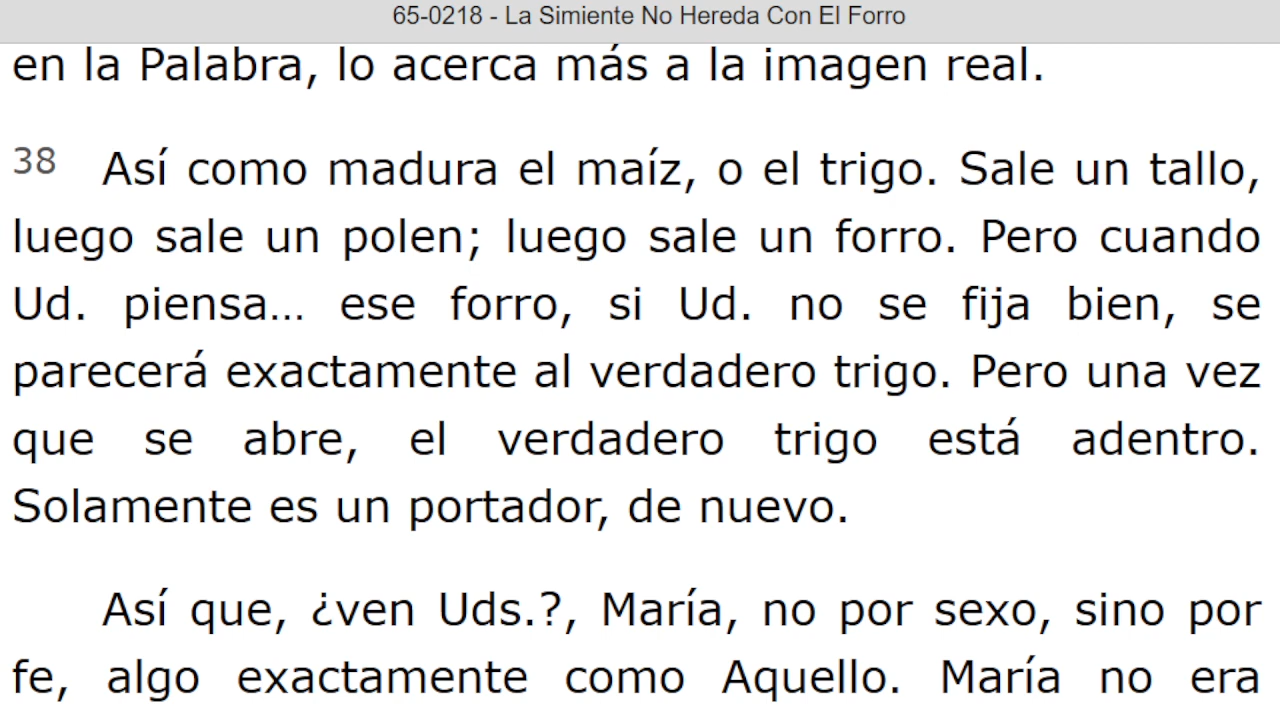 65-0218 - La Simiente No Hereda Con El Forro
en la Palabra, lo acerca más a la imagen real.
38 Así como madura el maíz, o el trigo. Sale un tallo,
luego sale un polen; luego sale un forro. Pero cuando
Ud. piensa... ese forro, si Ud. no se fija bien, se
parecerá exactamente al verdadero trigo. Pero una vez
que se abre, el verdadero trigo está adentro.
Solamente es un portador, de nuevo.
Así que, ¿ven Uds.?, María, no por sexo, sino por
fe, algo exactamente como Aquello. María no era